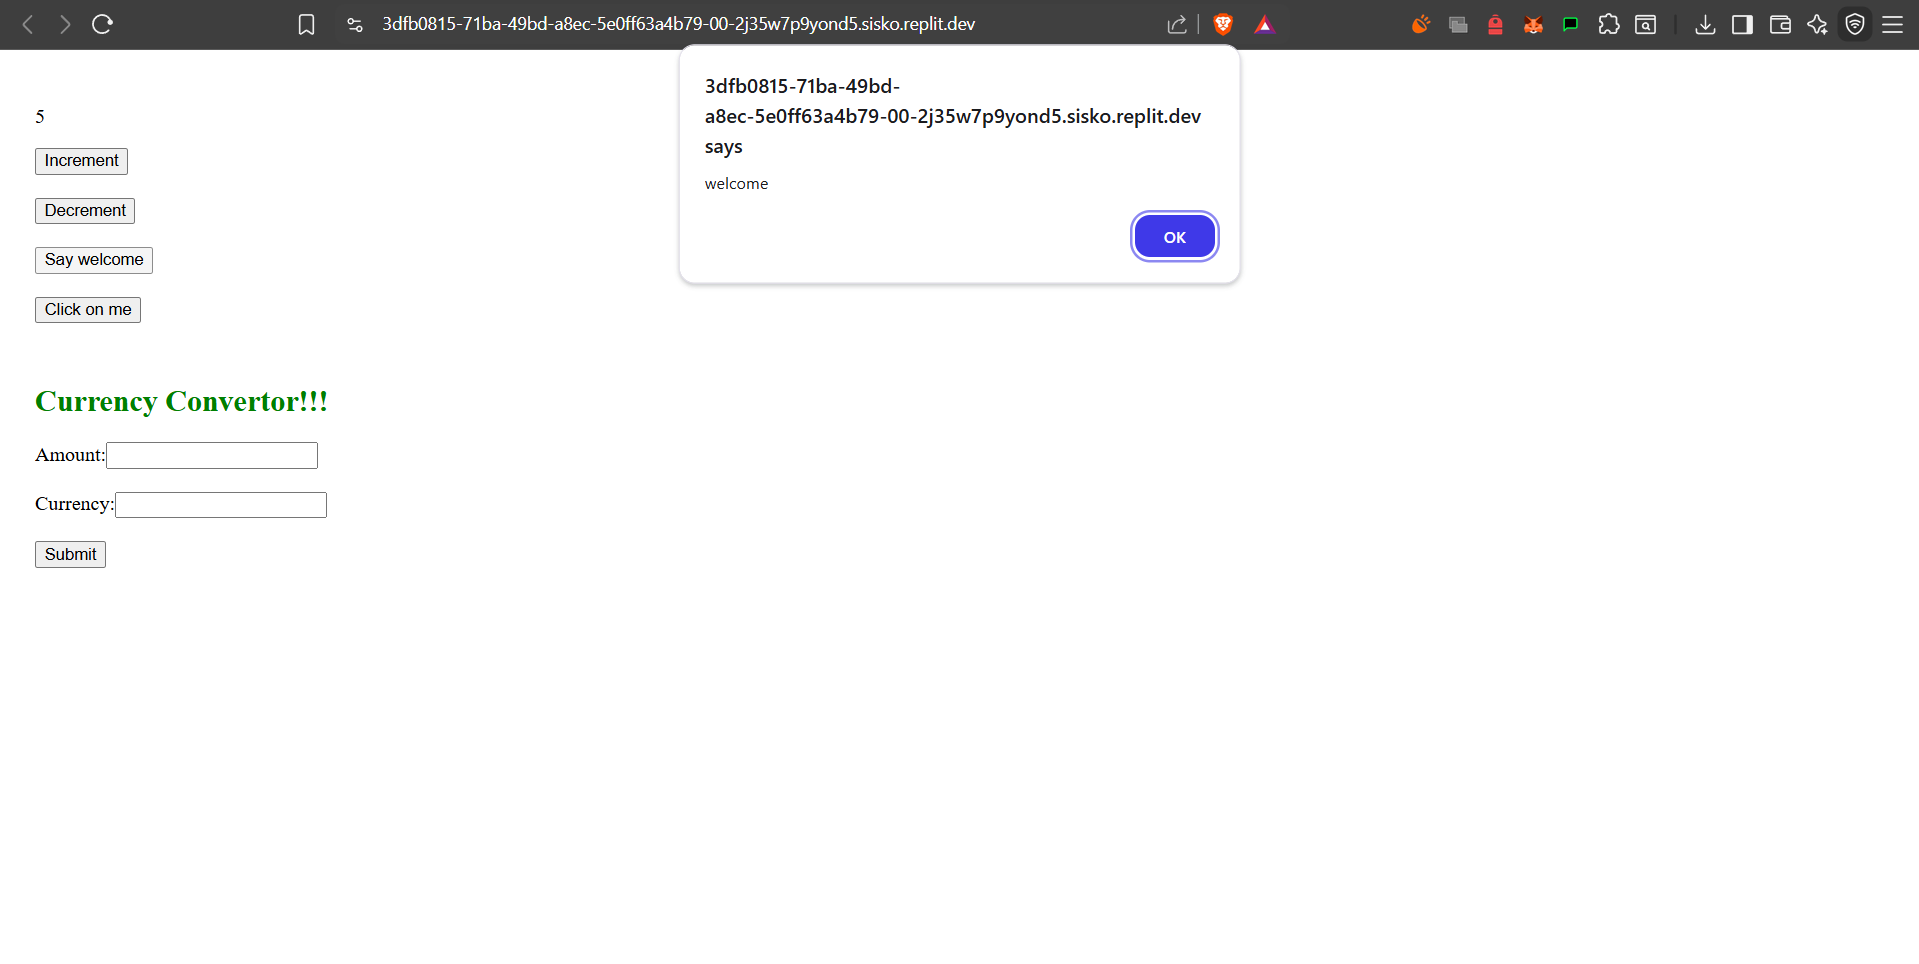 3dfb0815-71ba-49bd-a8ec-5e0ff63a4b79-00-2j35w7p9yond5.sisko.replit.dev
3dfb0815-71ba-49bd-
a8ec-5e0ff63a4b79-00-2j35w7p9yond5.sisko.replit.dev
says
welcome
OK
5
Increment
Decrement
Say welcome
Click on me
Currency Convertor!!!
Amount:
Currency:
Submit